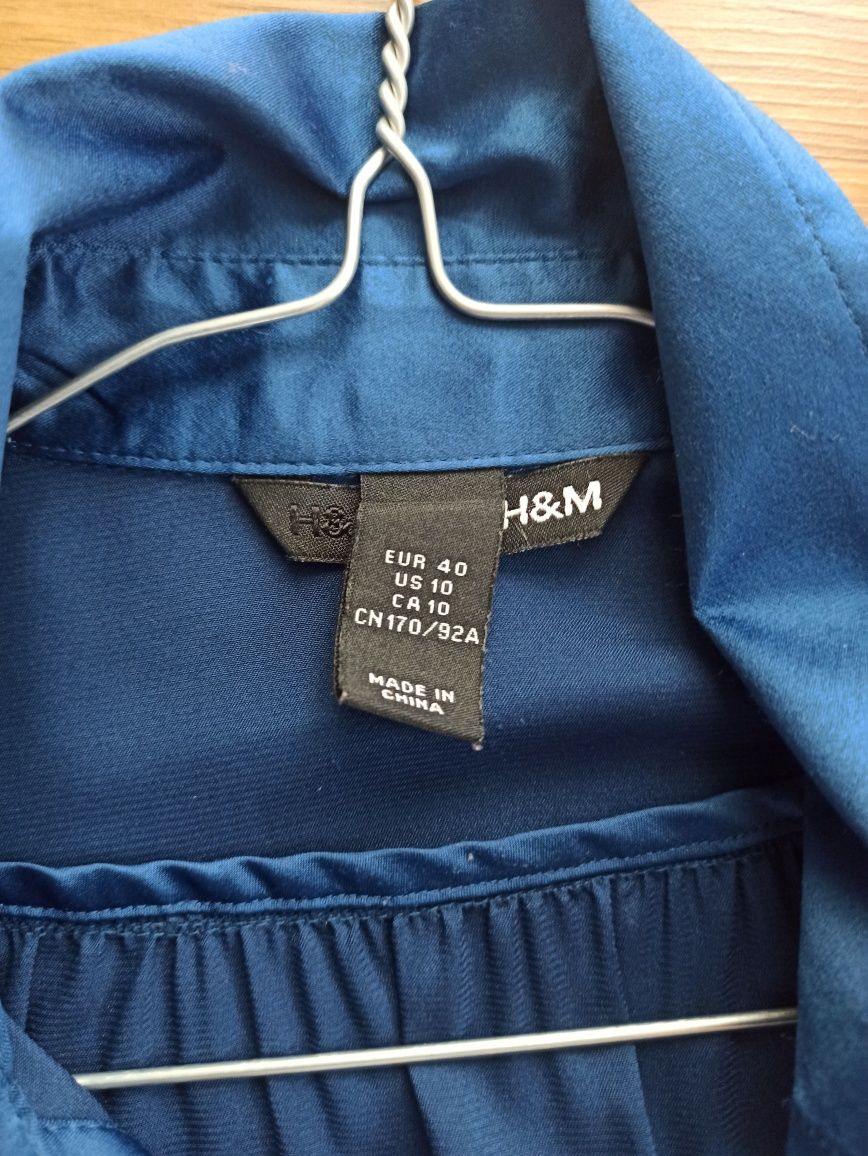 H&
H&M
EUR 40
US 10
CA 10
CN170/92A
MADE IN
CHINA